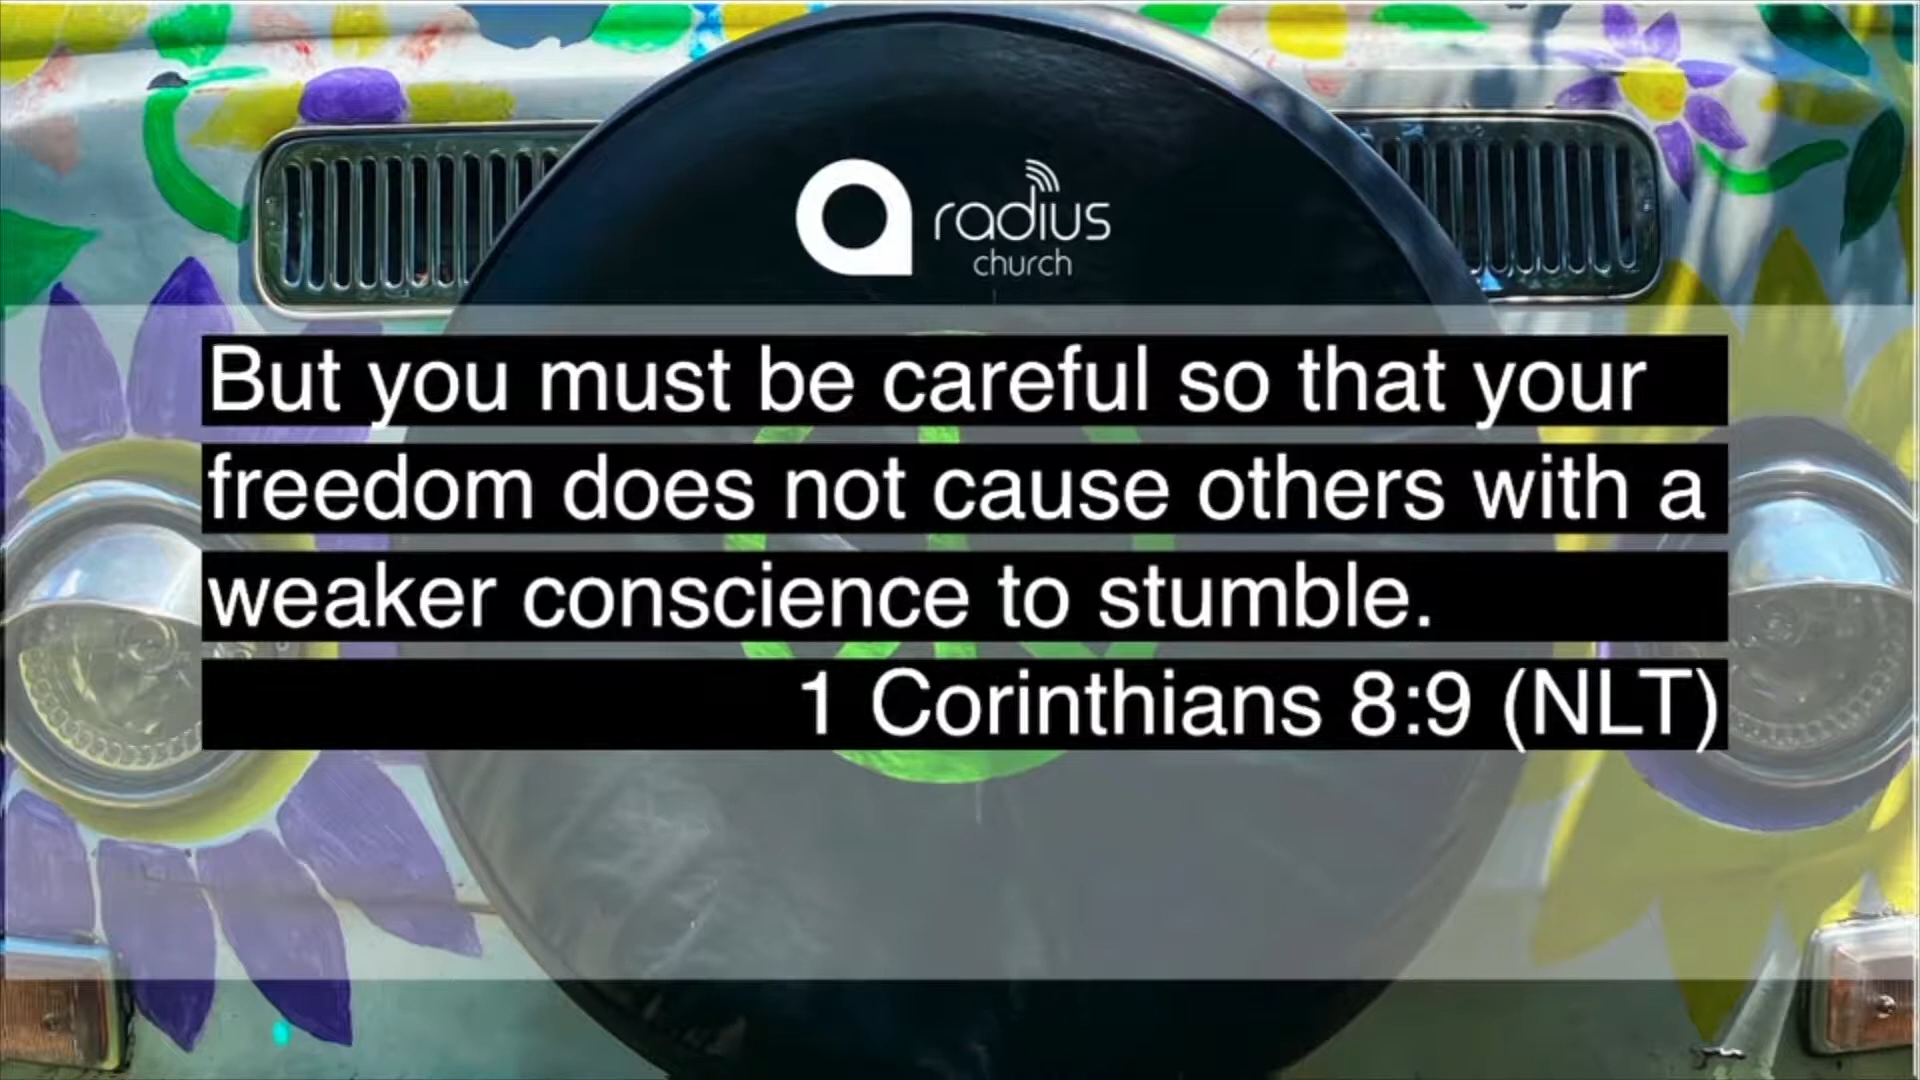 radius
church
But you must be careful so that your
freedom does not cause others with a
weaker conscience to stumble.
1 Corinthians 8:9 (NLT)